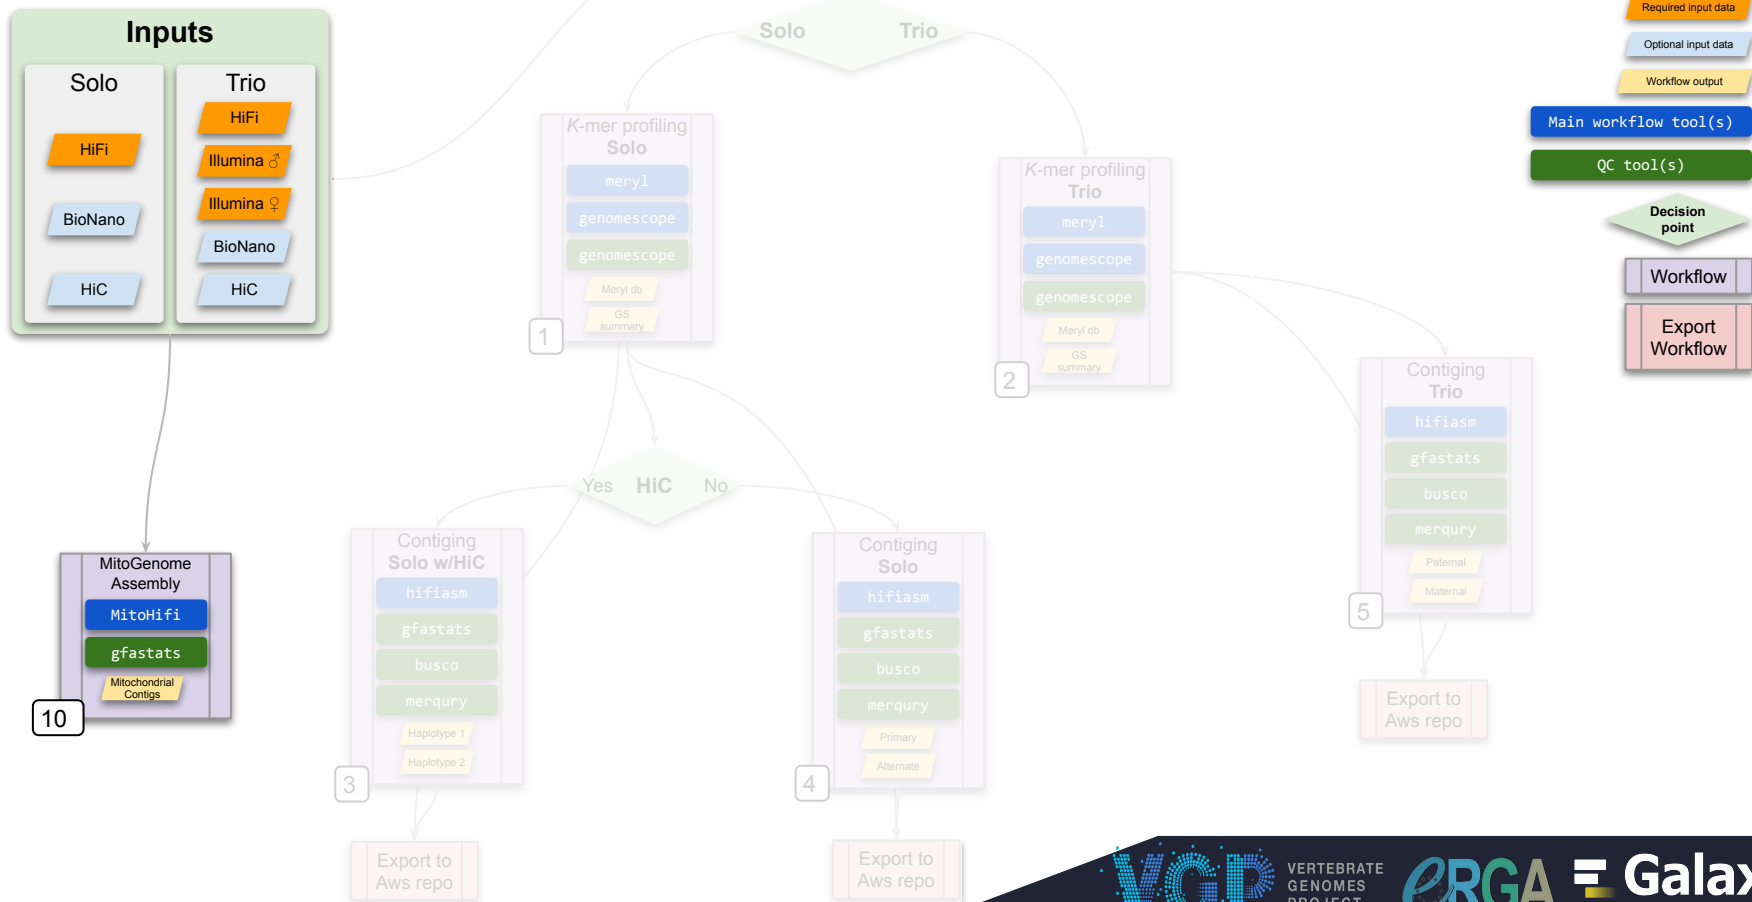 Inputs
Solo
HiFi
BioNano
HiC
Trio
HiFi
Illumina ♂
Illumina ♀
BioNano
HiC
MitoGenome
Assembly
MitoHifi
gfastats
Mitochondrial
Contigs
10
Solo
Trio
K-mer profiling
Solo
meryl
genomescope
genomescope
Meryl db
GS
summary
1
K-mer profiling
Trio
meryl
genomescope
genomescope
Meryl db
GS
summary
2
Yes HiC No
Contiging
Solo w/HiC
hifiasm
gfastats
busco
merqury
Haplotype 1
Haplotype 2
3
Export to
Aws repo
Contiging
Solo
hifiasm
gfastats
busco
merqury
Primary
Alternate
4
Export to
Aws repo
Contiging
Trio
hifiasm
gfastats
busco
merqury
Paternal
Maternal
5
Export to
Aws repo
Required input data
Optional input data
Workflow output
Main workflow tool(s)
QC tool(s)
Decision
point
Workflow
Export
Workflow
VGP
VERTEBRATE
GENOMES
PROJECT
eRGA
Galax